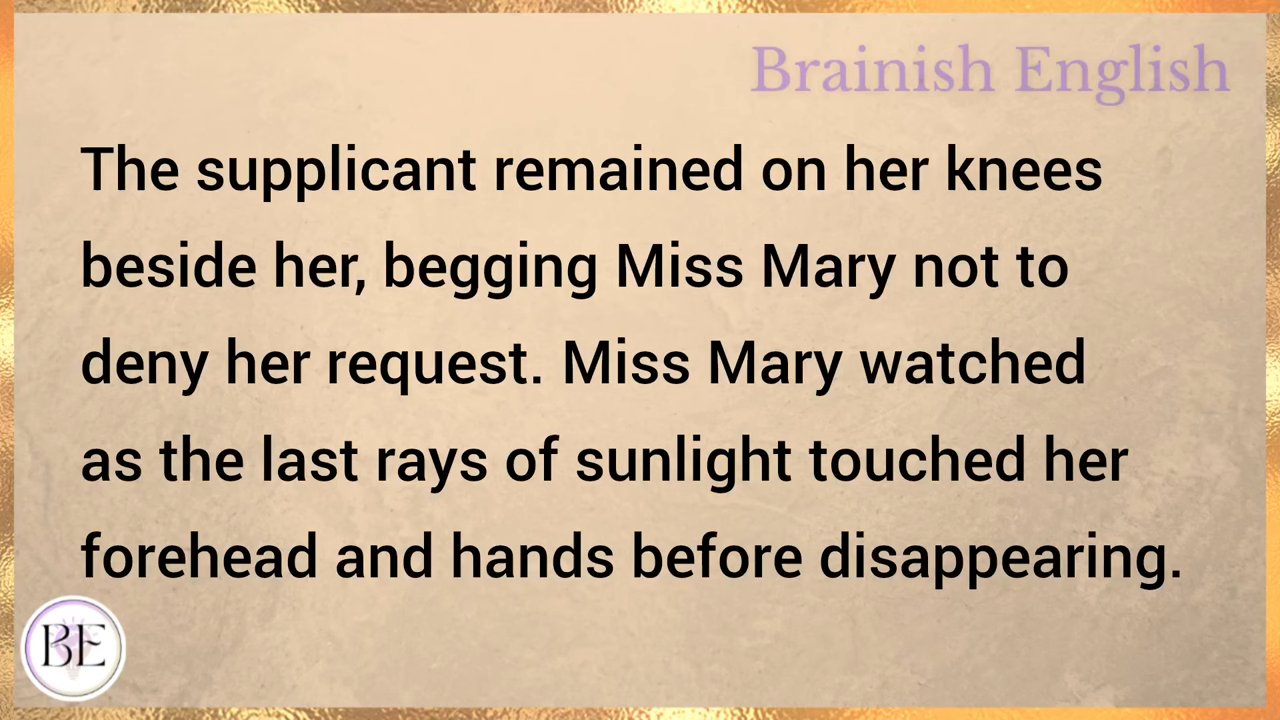 Brainish English
The supplicant remained on her knees
beside her, begging Miss Mary not to
deny her request. Miss Mary watched
as the last rays of sunlight touched her
forehead and hands before disappearing.
BE